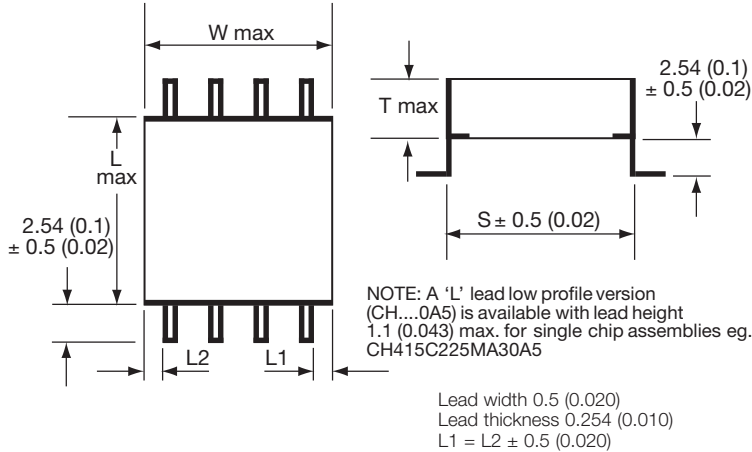 W max
2.54 (0.1)
± 0.5 (0.02)
T max
L
max
2.54 (0.1)
± 0.5 (0.02)
S ± 0.5 (0.02)
NOTE: A ‘L’ lead low profile version
(CH....0A5) is available with lead height
1.1 (0.043) max. for single chip assemblies eg.
CH415C225MA30A5
L2
L1
Lead width 0.5 (0.020)
Lead thickness 0.254 (0.010)
L1 = L2 ± 0.5 (0.020)